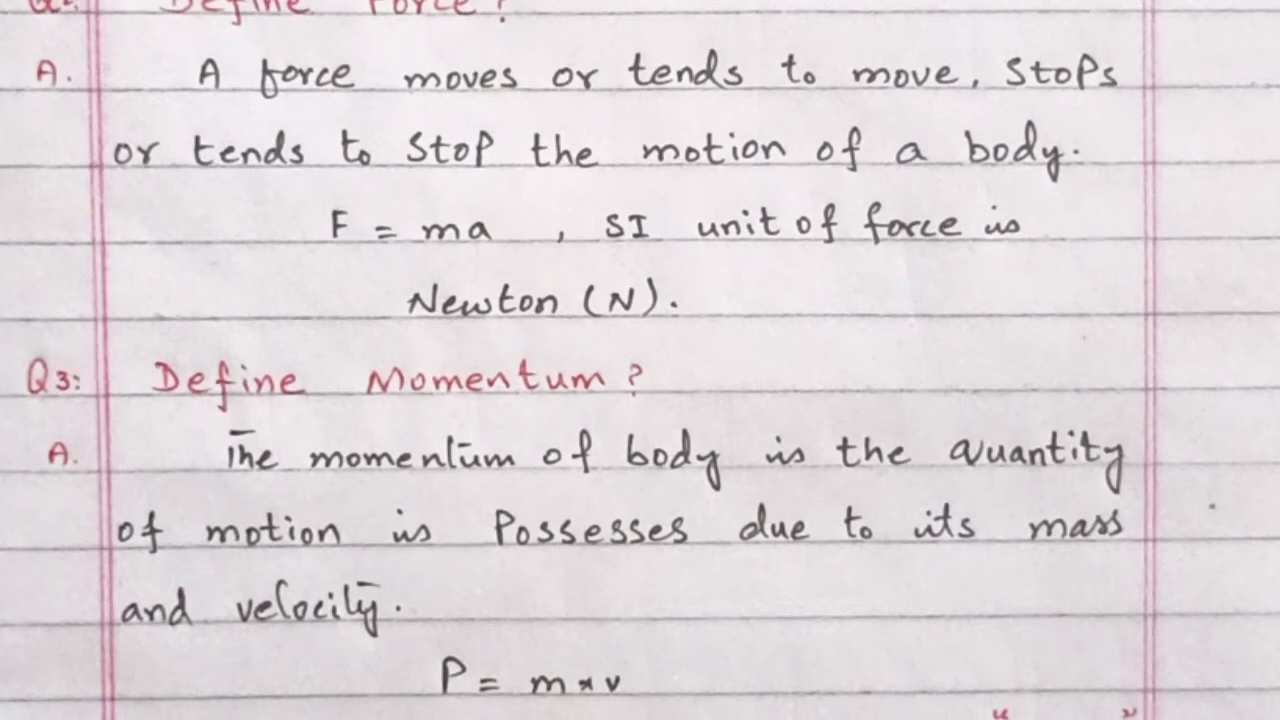 Define Force?
A. A force moves or tends to move, stops
or tends to stop the motion of a body.
F = ma , SI unit of force is
Newton (N).
Q3: Define Momentum?
A. The momentum of body is the quantity
of motion is Possesses due to its mass
and velocity.
P = m × v